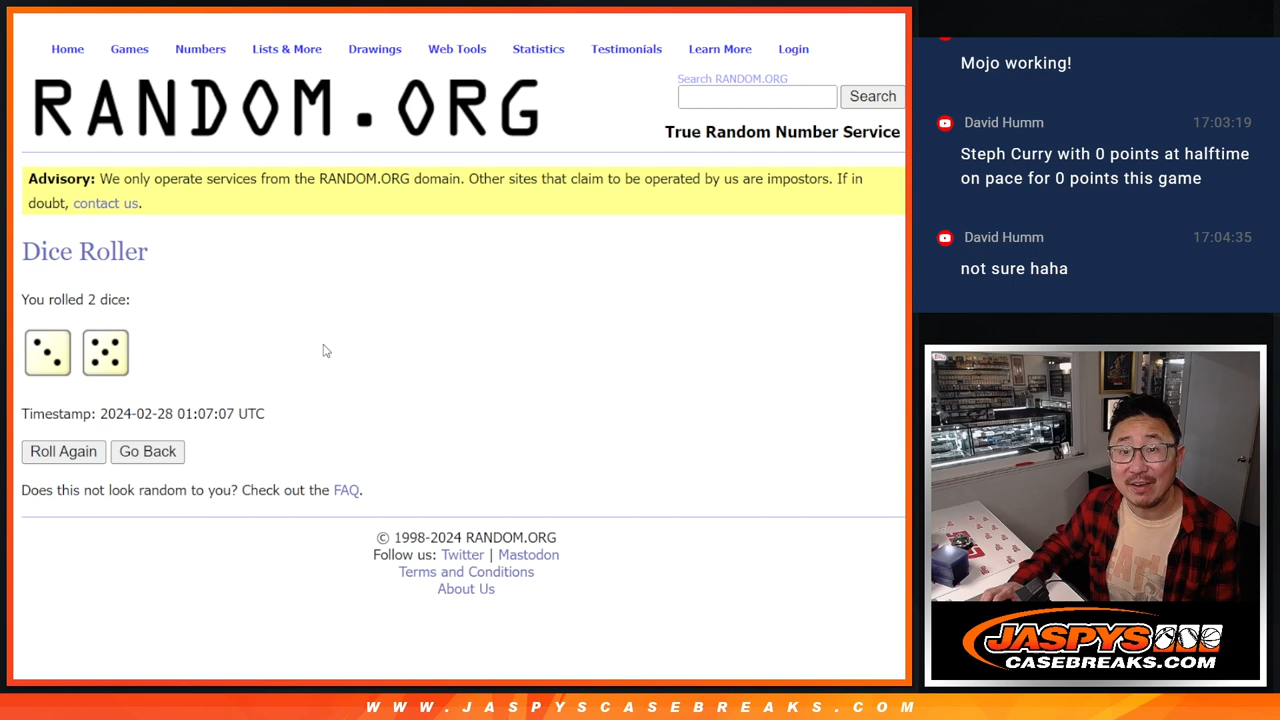 Home Games Numbers Lists & More Drawings Web Tools Statistics Testimonials Learn More Login
RANDOM.ORG
Search RANDOM.ORG
Search
True Random Number Service
Advisory: We only operate services from the RANDOM.ORG domain. Other sites that claim to be operated by us are impostors. If in
doubt, contact us.
Dice Roller
You rolled 2 dice:
Timestamp: 2024-02-28 01:07:07 UTC
Roll Again Go Back
Does this not look random to you? Check out the FAQ.
© 1998-2024 RANDOM.ORG
Follow us: Twitter | Mastodon
Terms and Conditions
About Us
Mojo working!
David Humm 17:03:19
Steph Curry with 0 points at halftime
on pace for 0 points this game
David Humm 17:04:35
not sure haha
JASPYS
CASEBREAKS.COM
WWW.JASPYSCASEBREAKS.COM